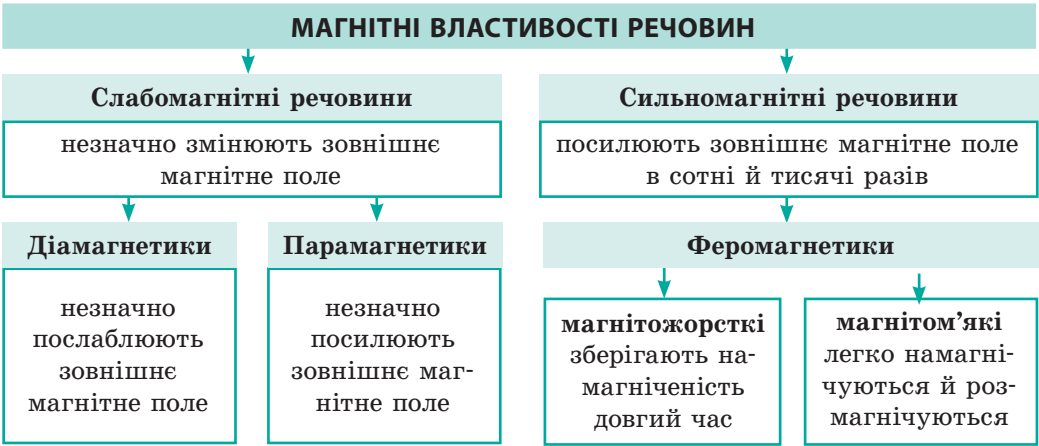 МАГНІТНІ ВЛАСТИВОСТІ РЕЧОВИН
Слабомагнітні речовини
незначно змінюють зовнішнє
магнітне поле
Сильномагнітні речовини
посилюють зовнішнє магнітне поле
в сотні й тисячі разів
Діамагнетики
незначно
послаблюють
зовнішнє
магнітне поле
Парамагнетики
незначно
посилюють
зовнішнє маг-
нітне поле
Феромагнетики
магнітожорсткі
зберігають на-
магніченість
довгий час
магнітом'які
легко намагні-
чуються й роз-
магнічуються